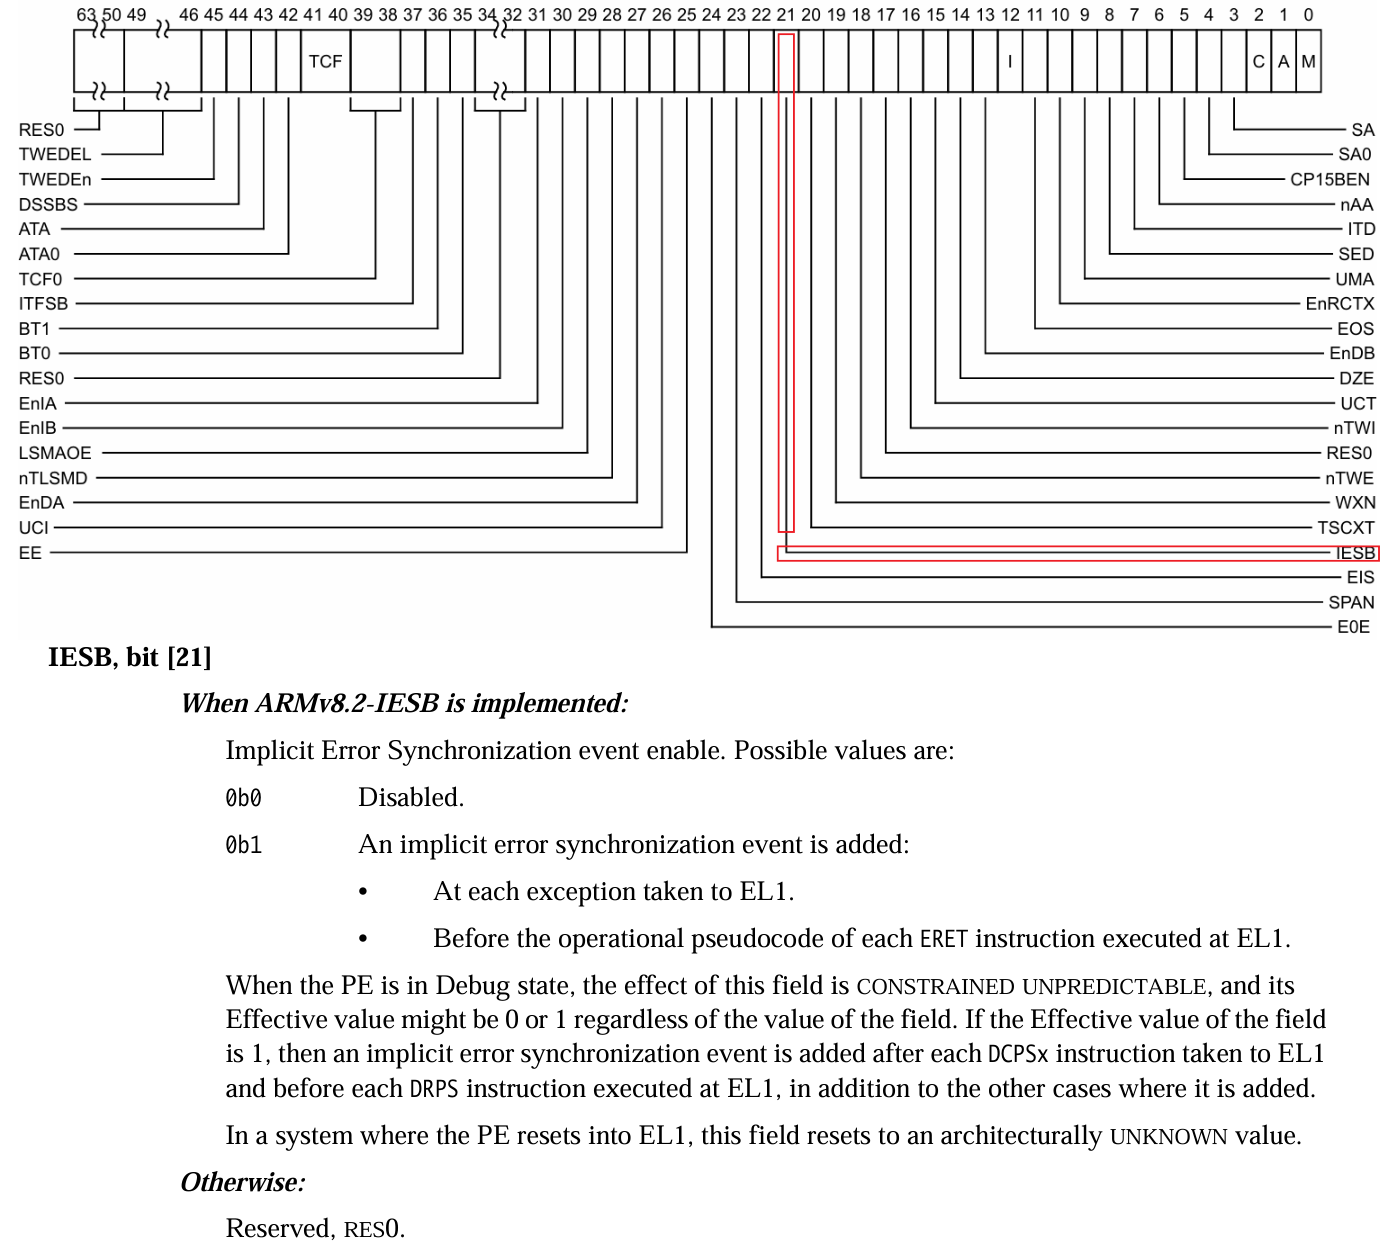 63 50 49 46 45 44 43 42 41 40 39 38 37 36 35 34 32 31 30 29 28 27 26 25 24 23 22 21 20 19 18 17 16 15 14 13 12 11 10 9 8 7 6 5 4 3 2 1 0
TCF I C A M
RES0 SA
TWEDEL SA0
TWEDEn CP15BEN
DSSBS nAA
ATA ITD
ATA0 SED
TCF0 UMA
ITFSB EnRCTX
BT1 EOS
BT0 EnDB
RES0 DZE
EnIA UCT
EnIB nTWI
LSMAOE RES0
nTLSMD nTWE
EnDA WXN
UCI TSCXT
EE IESB
EIS
SPAN
E0E
IESB, bit [21]
When ARMv8.2-IESB is implemented:
Implicit Error Synchronization event enable. Possible values are:
0b0 Disabled.
0b1 An implicit error synchronization event is added:
• At each exception taken to EL1.
• Before the operational pseudocode of each ERET instruction executed at EL1.
When the PE is in Debug state, the effect of this field is CONSTRAINED UNPREDICTABLE, and its
Effective value might be 0 or 1 regardless of the value of the field. If the Effective value of the field
is 1, then an implicit error synchronization event is added after each DCPSx instruction taken to EL1
and before each DRPS instruction executed at EL1, in addition to the other cases where it is added.
In a system where the PE resets into EL1, this field resets to an architecturally UNKNOWN value.
Otherwise:
Reserved, RES0.